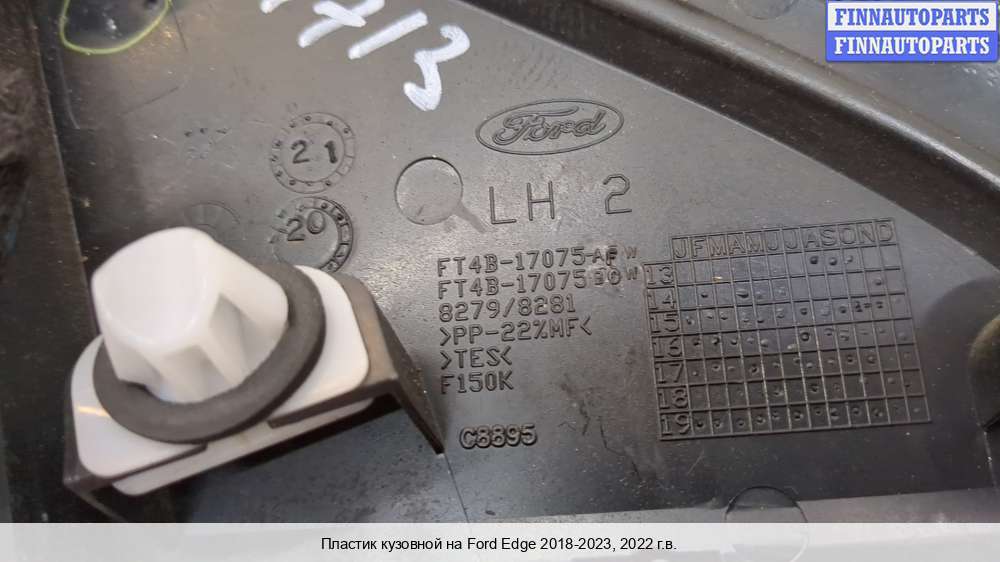 FINNAUTOPARTS
FINNAUTOPARTS
713
Ford
21
20
LH 2
FT4B-17075-AF W
FT4B-17075 W
8279/8281
>PP-22%MF<
>TES<
F150K
C8895
JFMAMJJASOND
13
14
15
16
17
18
19
Пластик кузовной на Ford Edge 2018-2023, 2022 г.в.